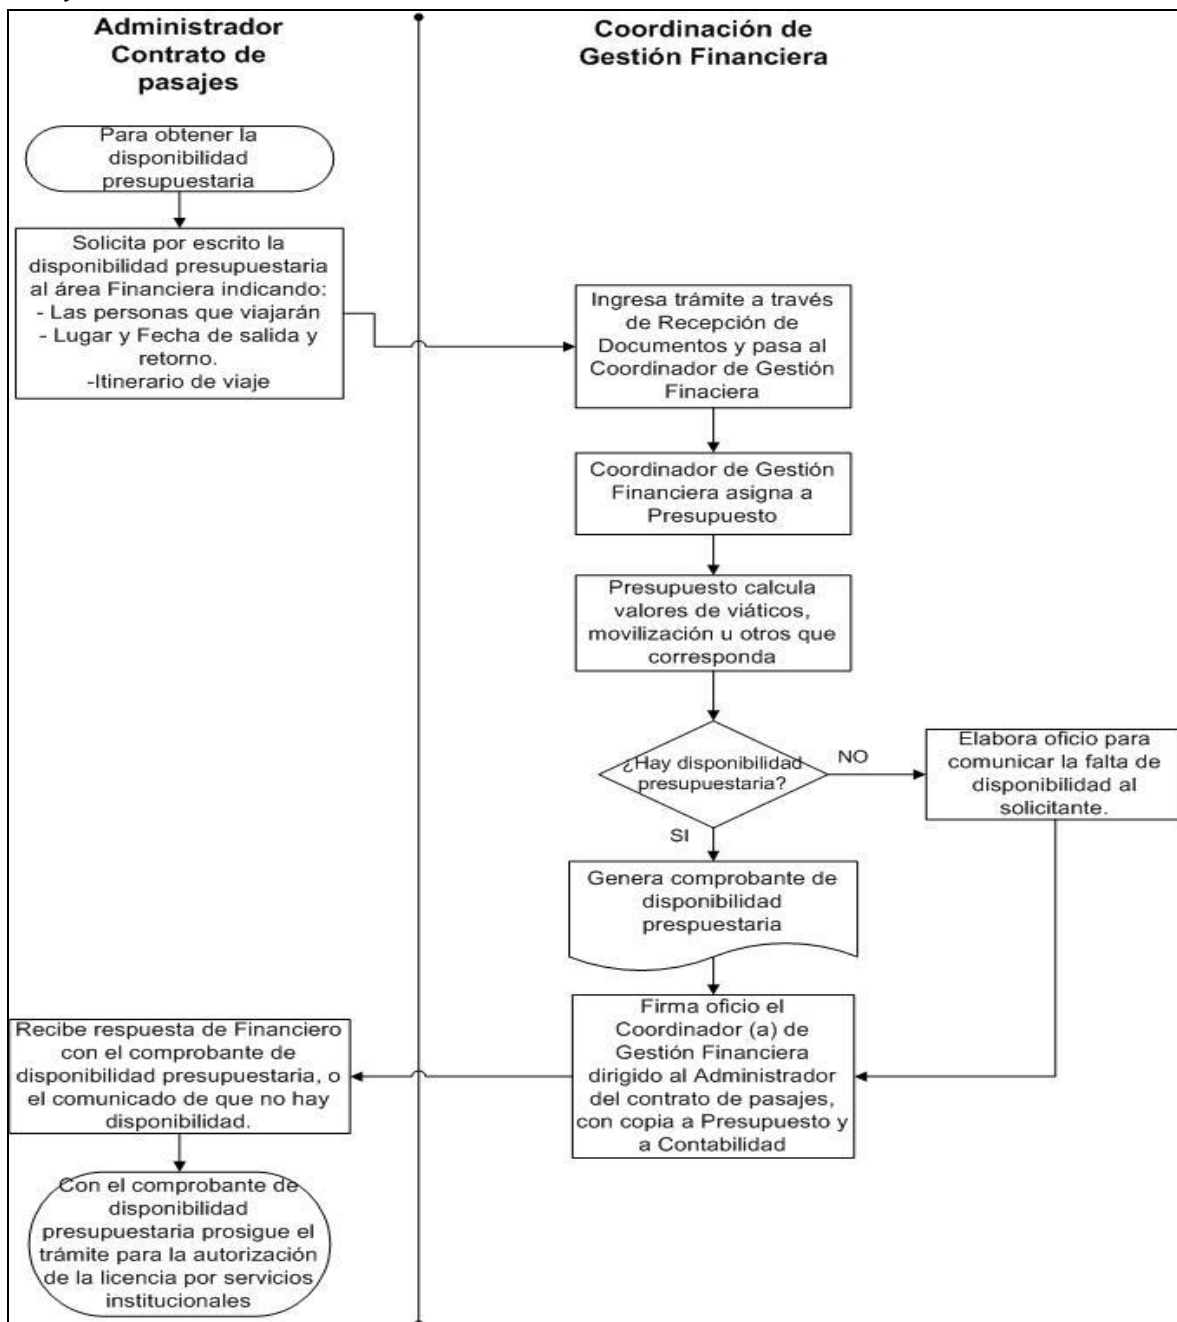 Administrador
Contrato de
pasajes
Coordinación de
Gestión Financiera
Para obtener la
disponibilidad
presupuestaria
Solicita por escrito la
disponibilidad presupuestaria
al área Financiera indicando:
- Las personas que viajarán
- Lugar y Fecha de salida y
retorno.
-Itinerario de viaje
Ingresa trámite a través
de Recepción de
Documentos y pasa al
Coordinador de Gestión
Finaciera
Coordinador de Gestión
Financiera asigna a
Presupuesto
Presupuesto calcula
valores de viáticos,
movilización u otros que
corresponda
¿Hay disponibilidad
presupuestaria?
NO
Elabora oficio para
comunicar la falta de
disponibilidad al
solicitante.
SI
Genera comprobante de
disponibilidad
prespuestaria
Firma oficio el
Coordinador (a) de
Gestión Financiera
dirigido al Administrador
del contrato de pasajes,
con copia a Presupuesto y
a Contabilidad
Recibe respuesta de Financiero
con el comprobante de
disponibilidad presupuestaria, o
el comunicado de que no hay
disponibilidad.
Con el comprobante de
disponibilidad
presupuestaria prosigue el
trámite para la autorización
de la licencia por servicios
institucionales